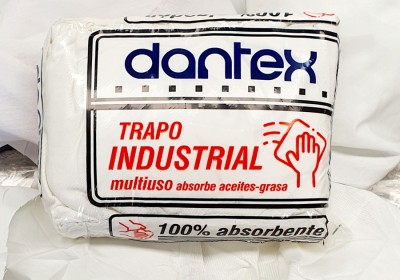 dantex
TRAPO
INDUSTRIAL
multiuso absorbe aceites-grasa
100% absorbente